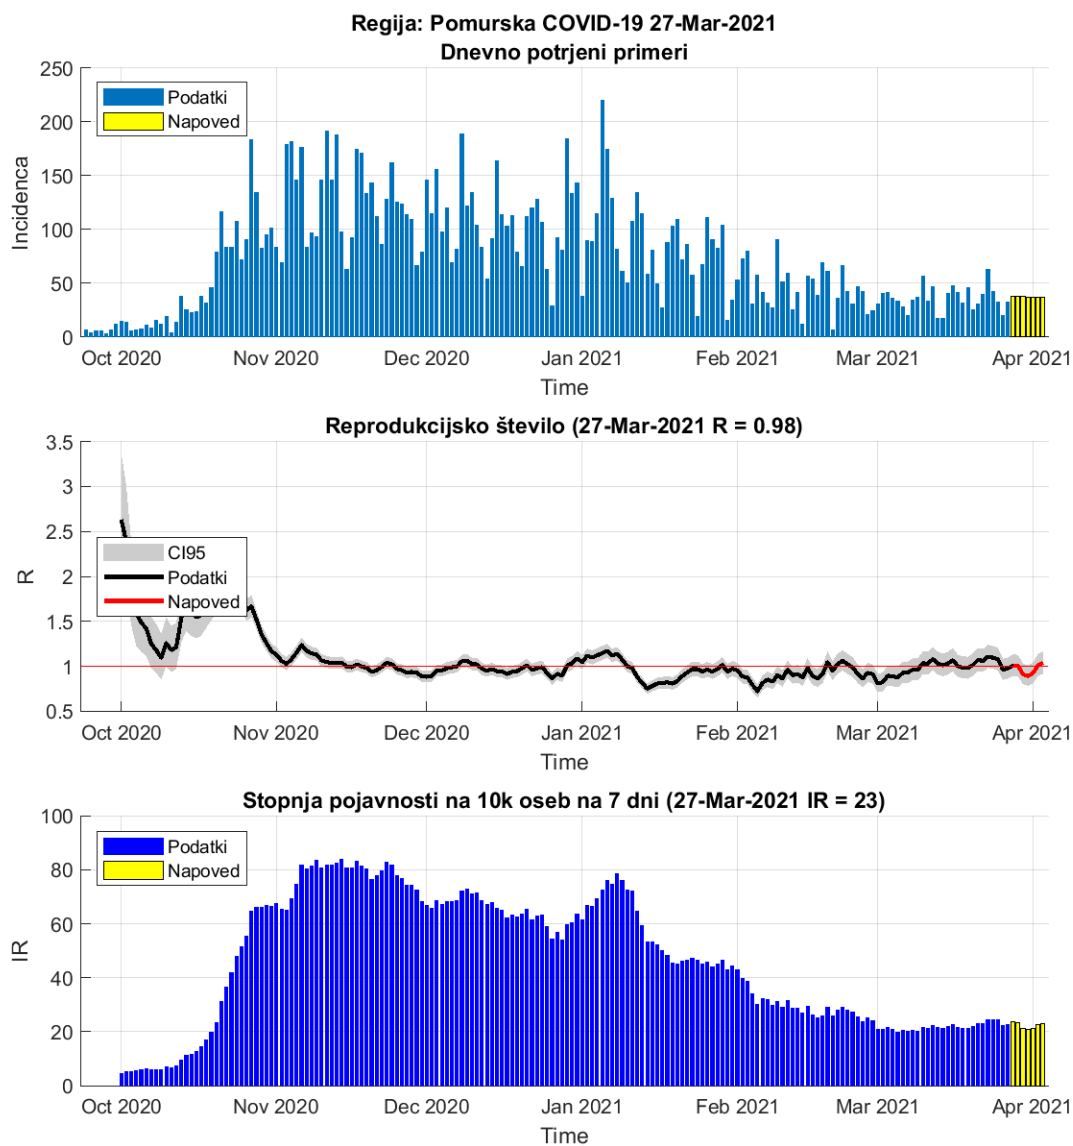 Regija: Pomurska COVID-19 27-Mar-2021
Dnevno potrjeni primeri
250
200
150
100
50
0
Incidenca
Podatki
Napoved
Oct 2020 Nov 2020 Dec 2020 Jan 2021 Feb 2021 Mar 2021 Apr 2021
Time
Reprodukcijsko število (27-Mar-2021 R = 0.98)
3.5
3
2.5
2
1.5
1
0.5
R
CI95
Podatki
Napoved
Oct 2020 Nov 2020 Dec 2020 Jan 2021 Feb 2021 Mar 2021 Apr 2021
Time
Stopnja pojavnosti na 10k oseb na 7 dni (27-Mar-2021 IR = 23)
100
80
60
40
20
0
IR
Podatki
Napoved
Oct 2020 Nov 2020 Dec 2020 Jan 2021 Feb 2021 Mar 2021 Apr 2021
Time